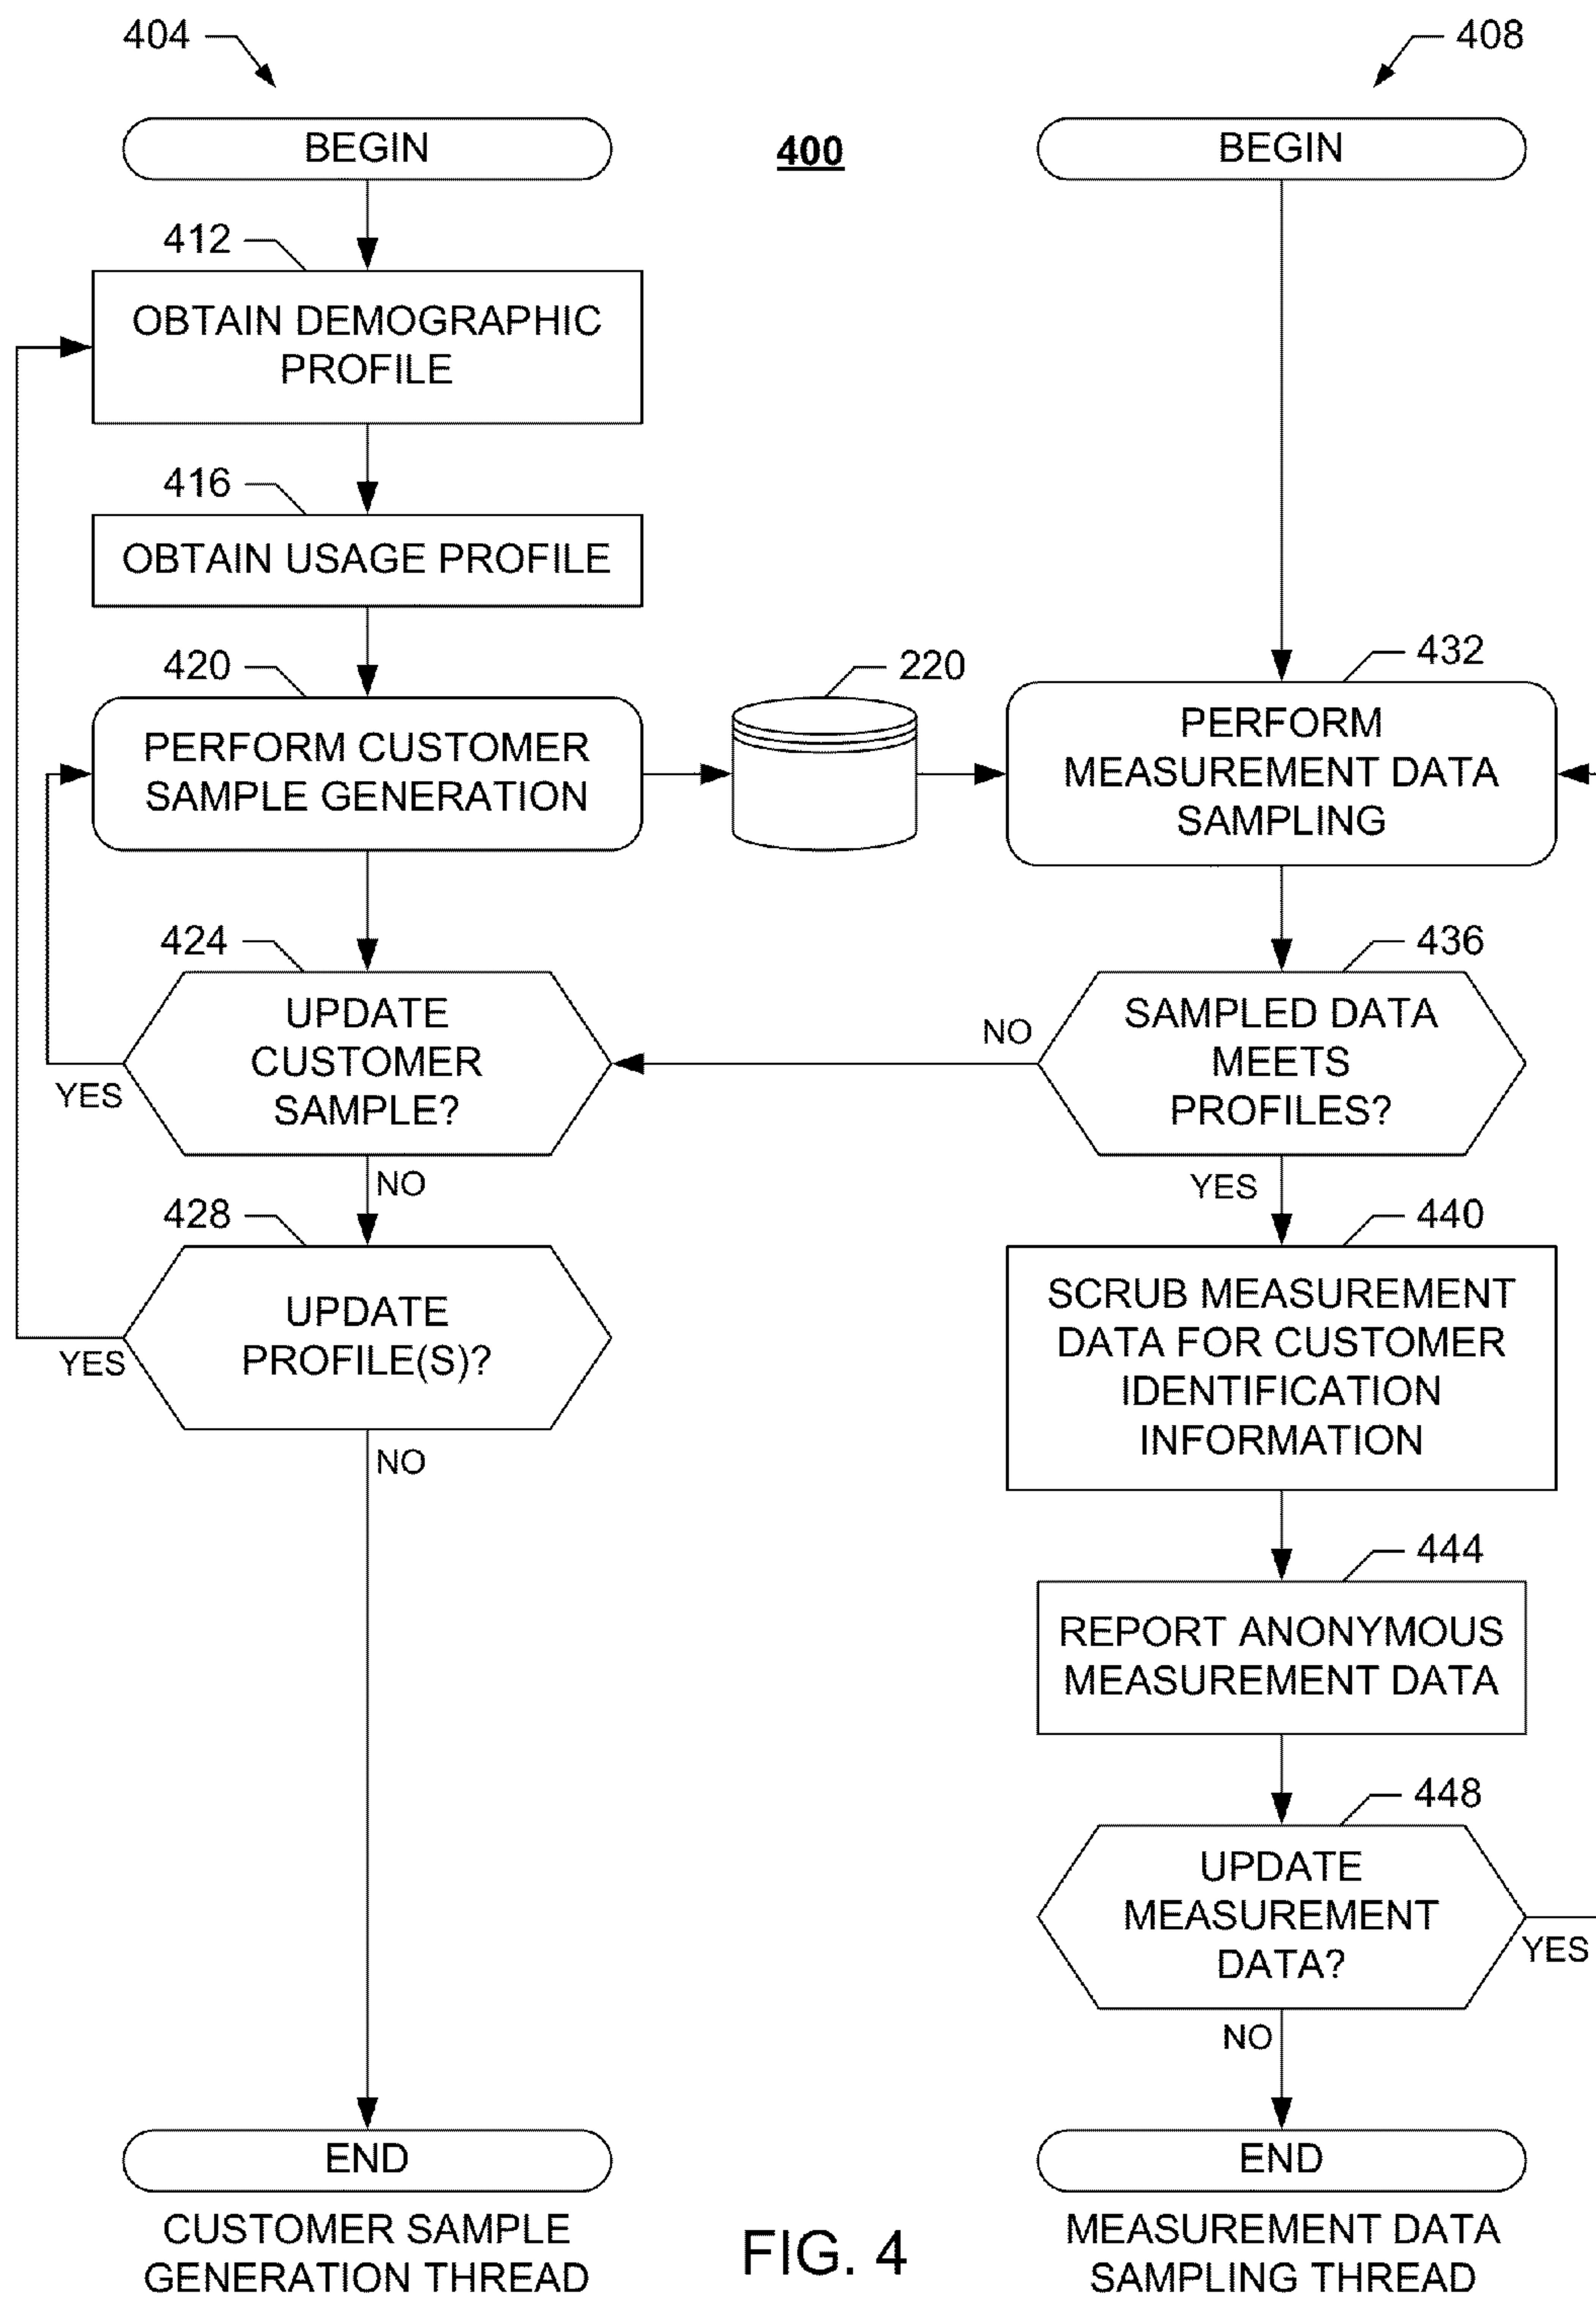 404
408
BEGIN
400
BEGIN
412
OBTAIN DEMOGRAPHIC
PROFILE
416
OBTAIN USAGE PROFILE
420
PERFORM CUSTOMER
SAMPLE GENERATION
220
432
PERFORM
MEASUREMENT DATA
SAMPLING
424
UPDATE
CUSTOMER
SAMPLE?
YES
NO
436
SAMPLED DATA
MEETS
PROFILES?
NO
YES
428
UPDATE
PROFILE(S)?
YES
NO
440
SCRUB MEASUREMENT
DATA FOR CUSTOMER
IDENTIFICATION
INFORMATION
444
REPORT ANONYMOUS
MEASUREMENT DATA
448
UPDATE
MEASUREMENT
DATA?
YES
NO
END
CUSTOMER SAMPLE
GENERATION THREAD
FIG. 4
END
MEASUREMENT DATA
SAMPLING THREAD